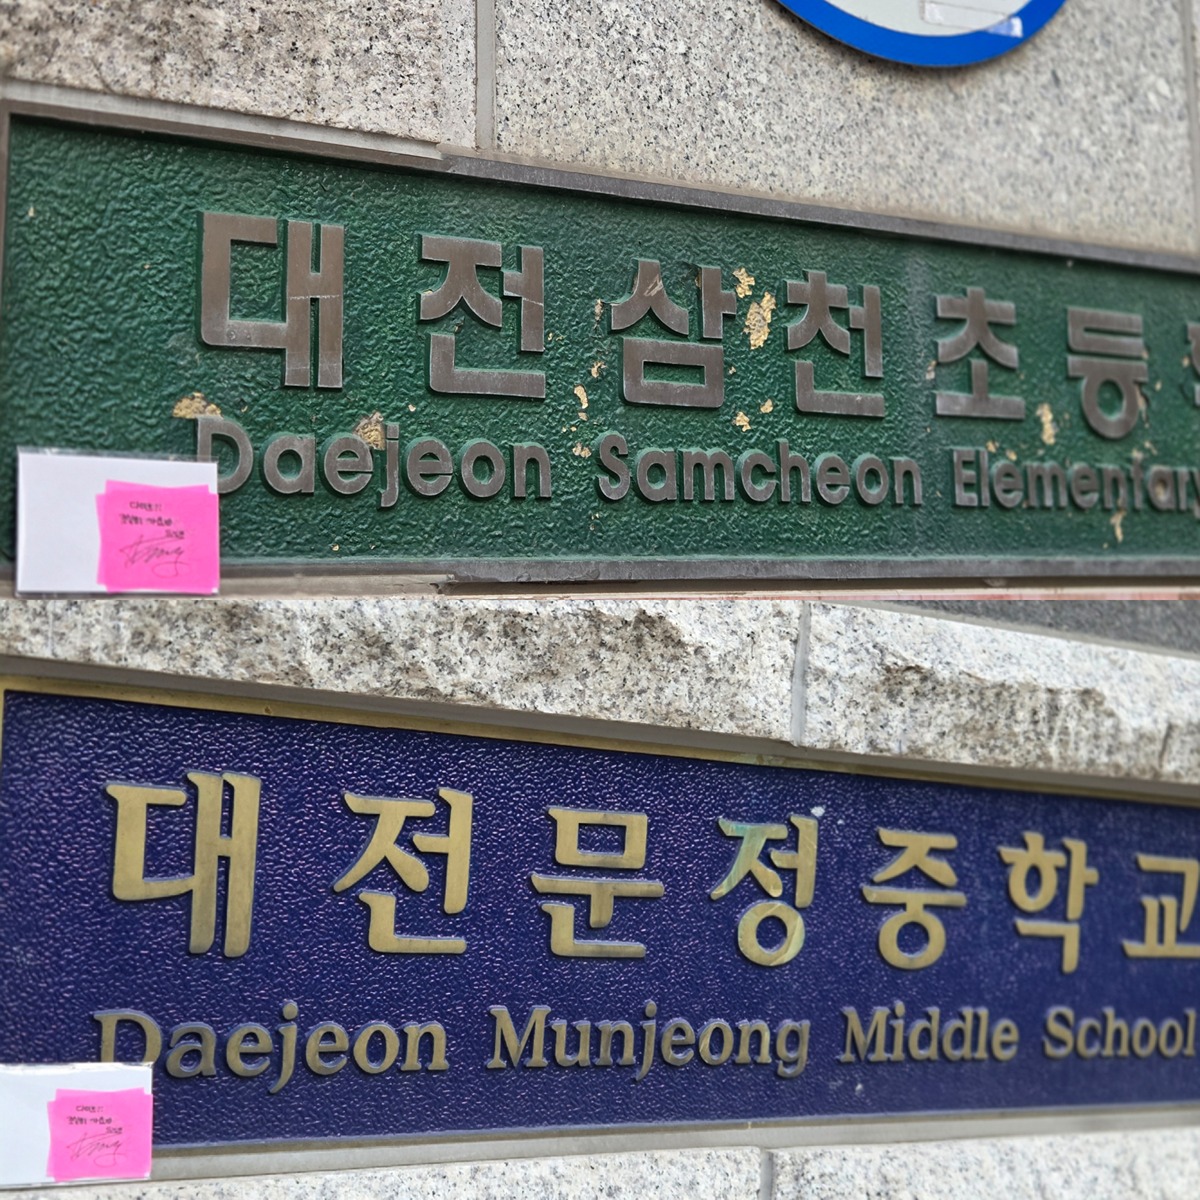 대전삼천초등
Daejeon Samcheon Elementary
대전문정중학교
Daejeon Munjeong Middle School